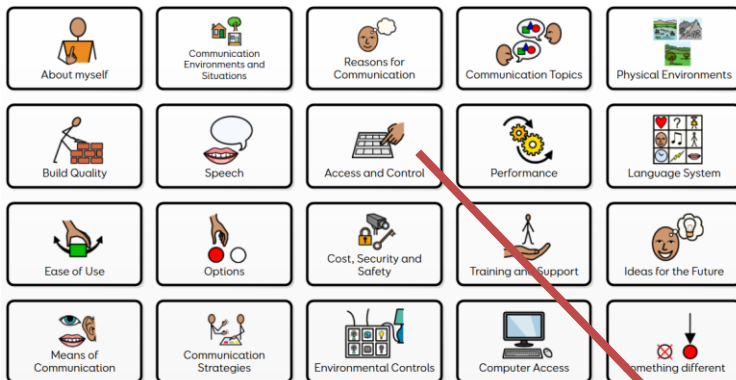 About myself
Communication
Environments and
Situations
Reasons for
Communication
Communication Topics
Physical Environments
Build Quality
Speech
Access and Control
Performance
Language System
Ease of Use
Options
Cost, Security and
Safety
Training and Support
Ideas for the Future
Means of
Communication
Communication
Strategies
Environmental Controls
Computer Access
omething different